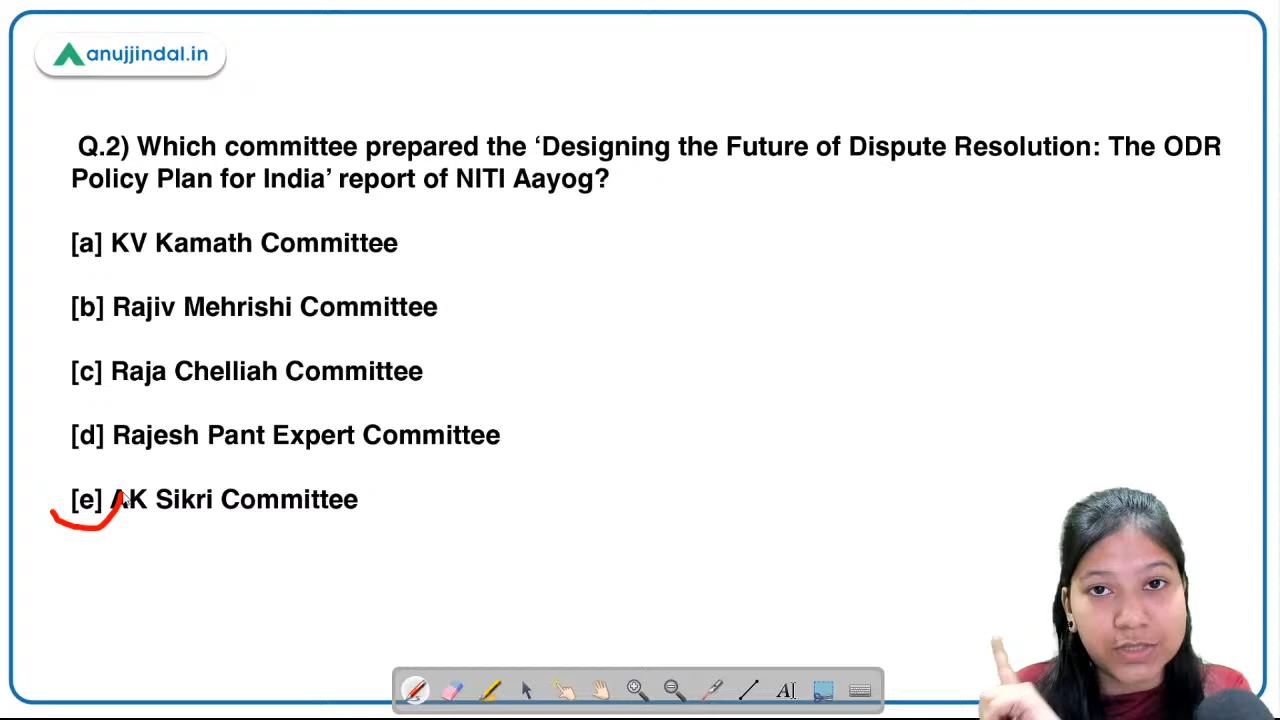 anujjindal.in
Q.2) Which committee prepared the ‘Designing the Future of Dispute Resolution: The ODR
Policy Plan for India’ report of NITI Aayog?
[a] KV Kamath Committee
[b] Rajiv Mehrishi Committee
[c] Raja Chelliah Committee
[d] Rajesh Pant Expert Committee
[e] AK Sikri Committee